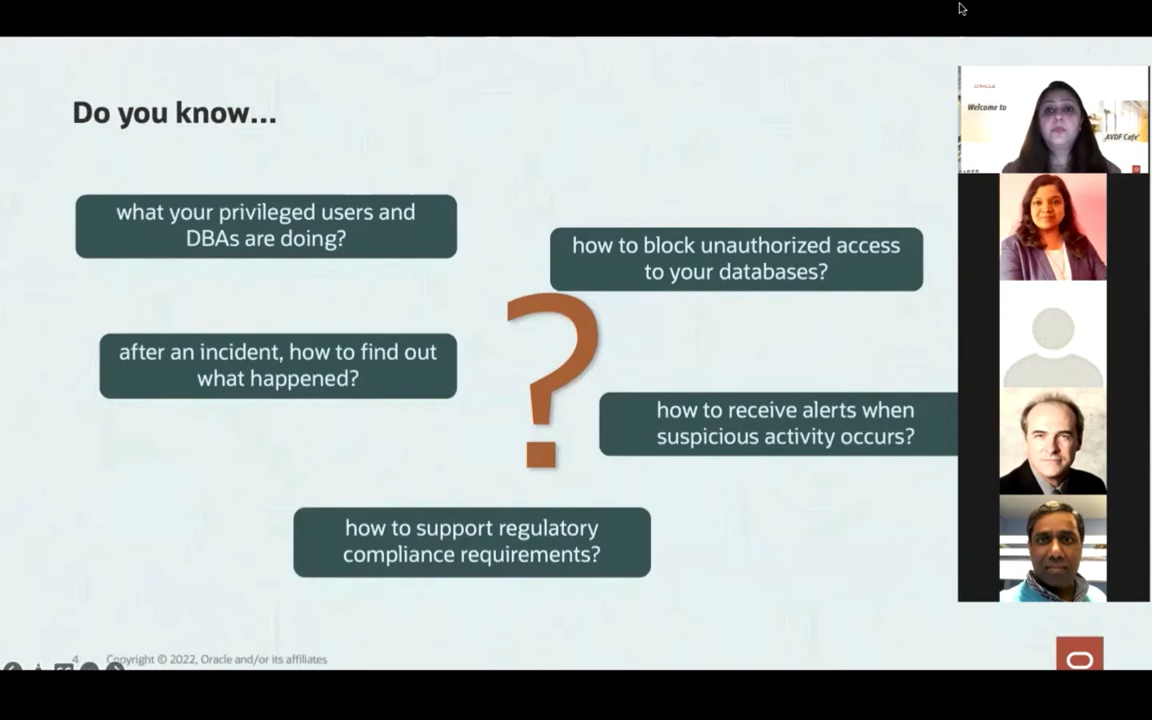 Do you know...
what your privileged users and
DBAs are doing?
how to block unauthorized access
to your databases?
after an incident, how to find out
what happened?
?
how to receive alerts when
suspicious activity occurs?
how to support regulatory
compliance requirements?
4 Copyright © 2022, Oracle and/or its affiliates
ORACLE
Welcome to
AVDF Cafe'